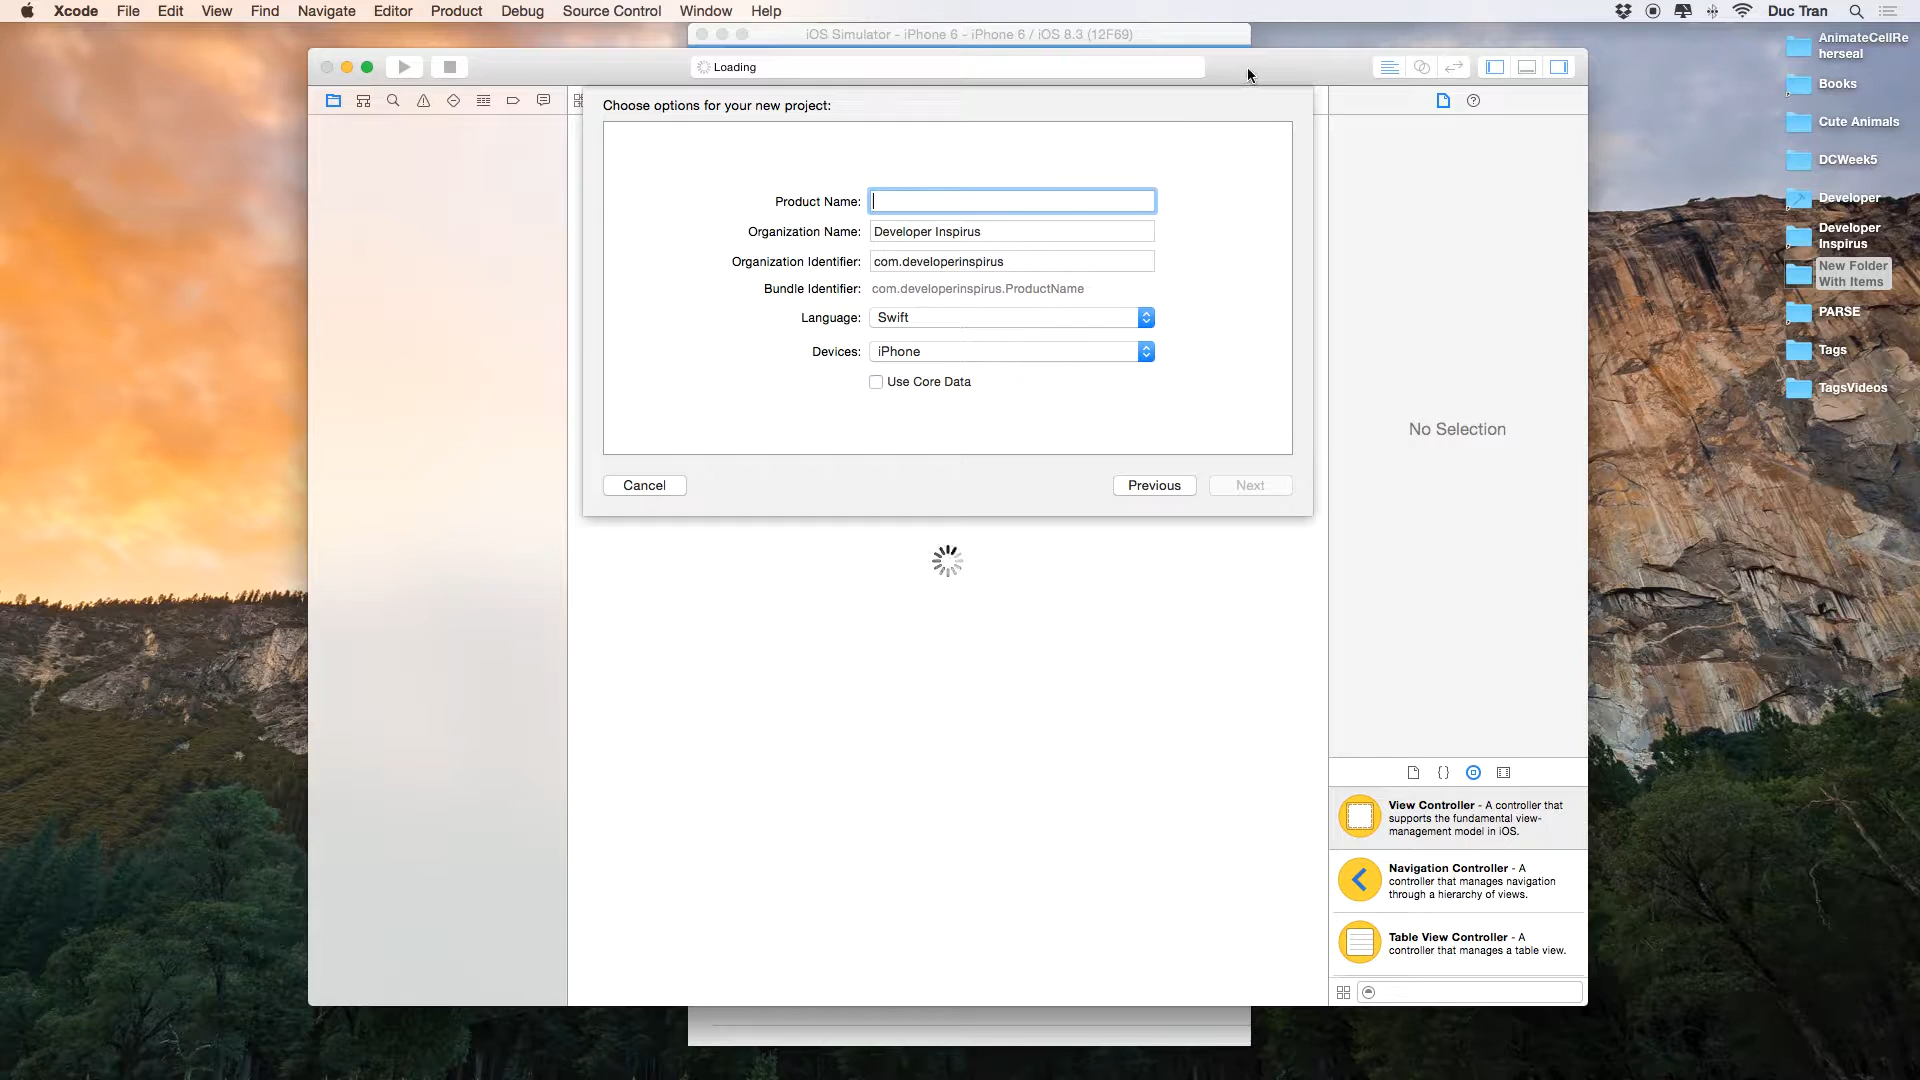 Xcode File Edit View Find Navigate Editor Product Debug Source Control Window Help Duc Tran
iOS Simulator - iPhone 6 - iPhone 6 / iOS 8.3 (12F69)
Loading
Choose options for your new project:
Product Name:
Organization Name: Developer Inspirus
Organization Identifier: com.developerinspirus
Bundle Identifier: com.developerinspirus.ProductName
Language: Swift
Devices: iPhone
Use Core Data
Cancel Previous Next
No Selection
View Controller - A controller that
supports the fundamental view-
management model in iOS.
Navigation Controller - A
controller that manages navigation
through a hierarchy of views.
Table View Controller - A
controller that manages a table view.
AnimateCellRe
herseal
Books
Cute Animals
DCWeek5
Developer
Developer
Inspirus
New Folder
With Items
PARSE
Tags
TagsVideos